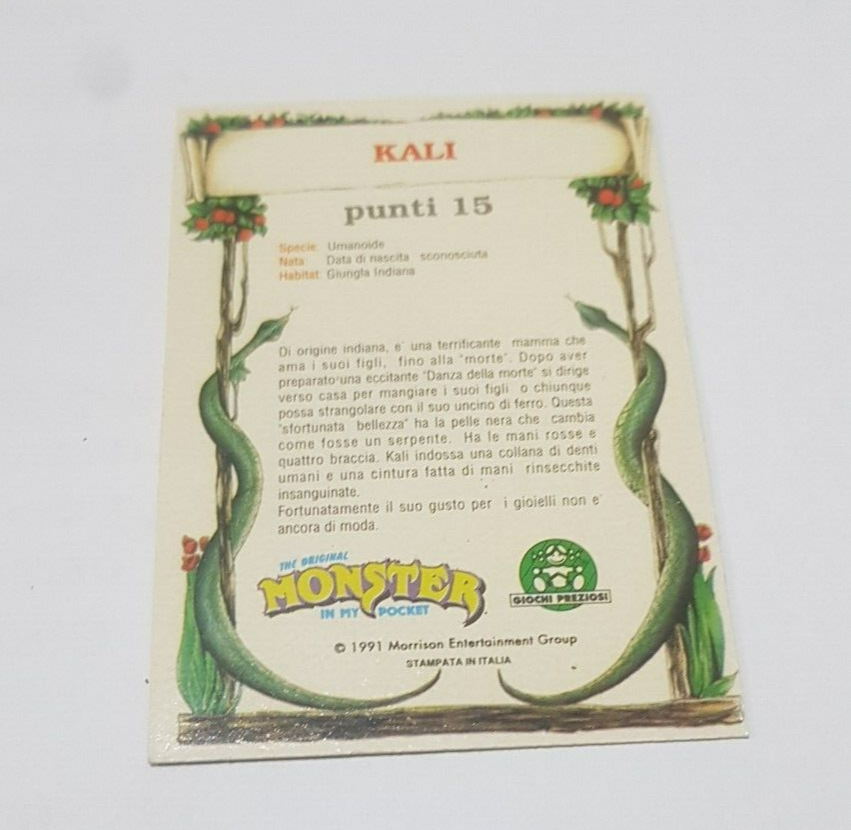 KALI
punti 15
Specie: Umanoide
Nata: Data di nascita sconosciuta
Habitat: Giungla Indiana
Di origine indiana, e' una terrificante mamma che
ama i suoi figli, fino alla "morte". Dopo aver
preparato una eccitante "Danza della morte" si dirige
verso casa per mangiare i suoi figli o chiunque
possa strangolare con il suo uncino di ferro. Questa
"sfortunata bellezza" ha la pelle nera che cambia
come fosse un serpente. Ha le mani rosse e
quattro braccia. Kali indossa una collana di denti
umani e una cintura fatta di mani rinsecchite
insanguinate.
Fortunatamente il suo gusto per i gioielli non e'
ancora di moda.
THE ORIGINAL
MONSTER
IN MY POCKET
GIOCHI PREZIOSI
© 1991 Morrison Entertainment Group
STAMPATA IN ITALIA